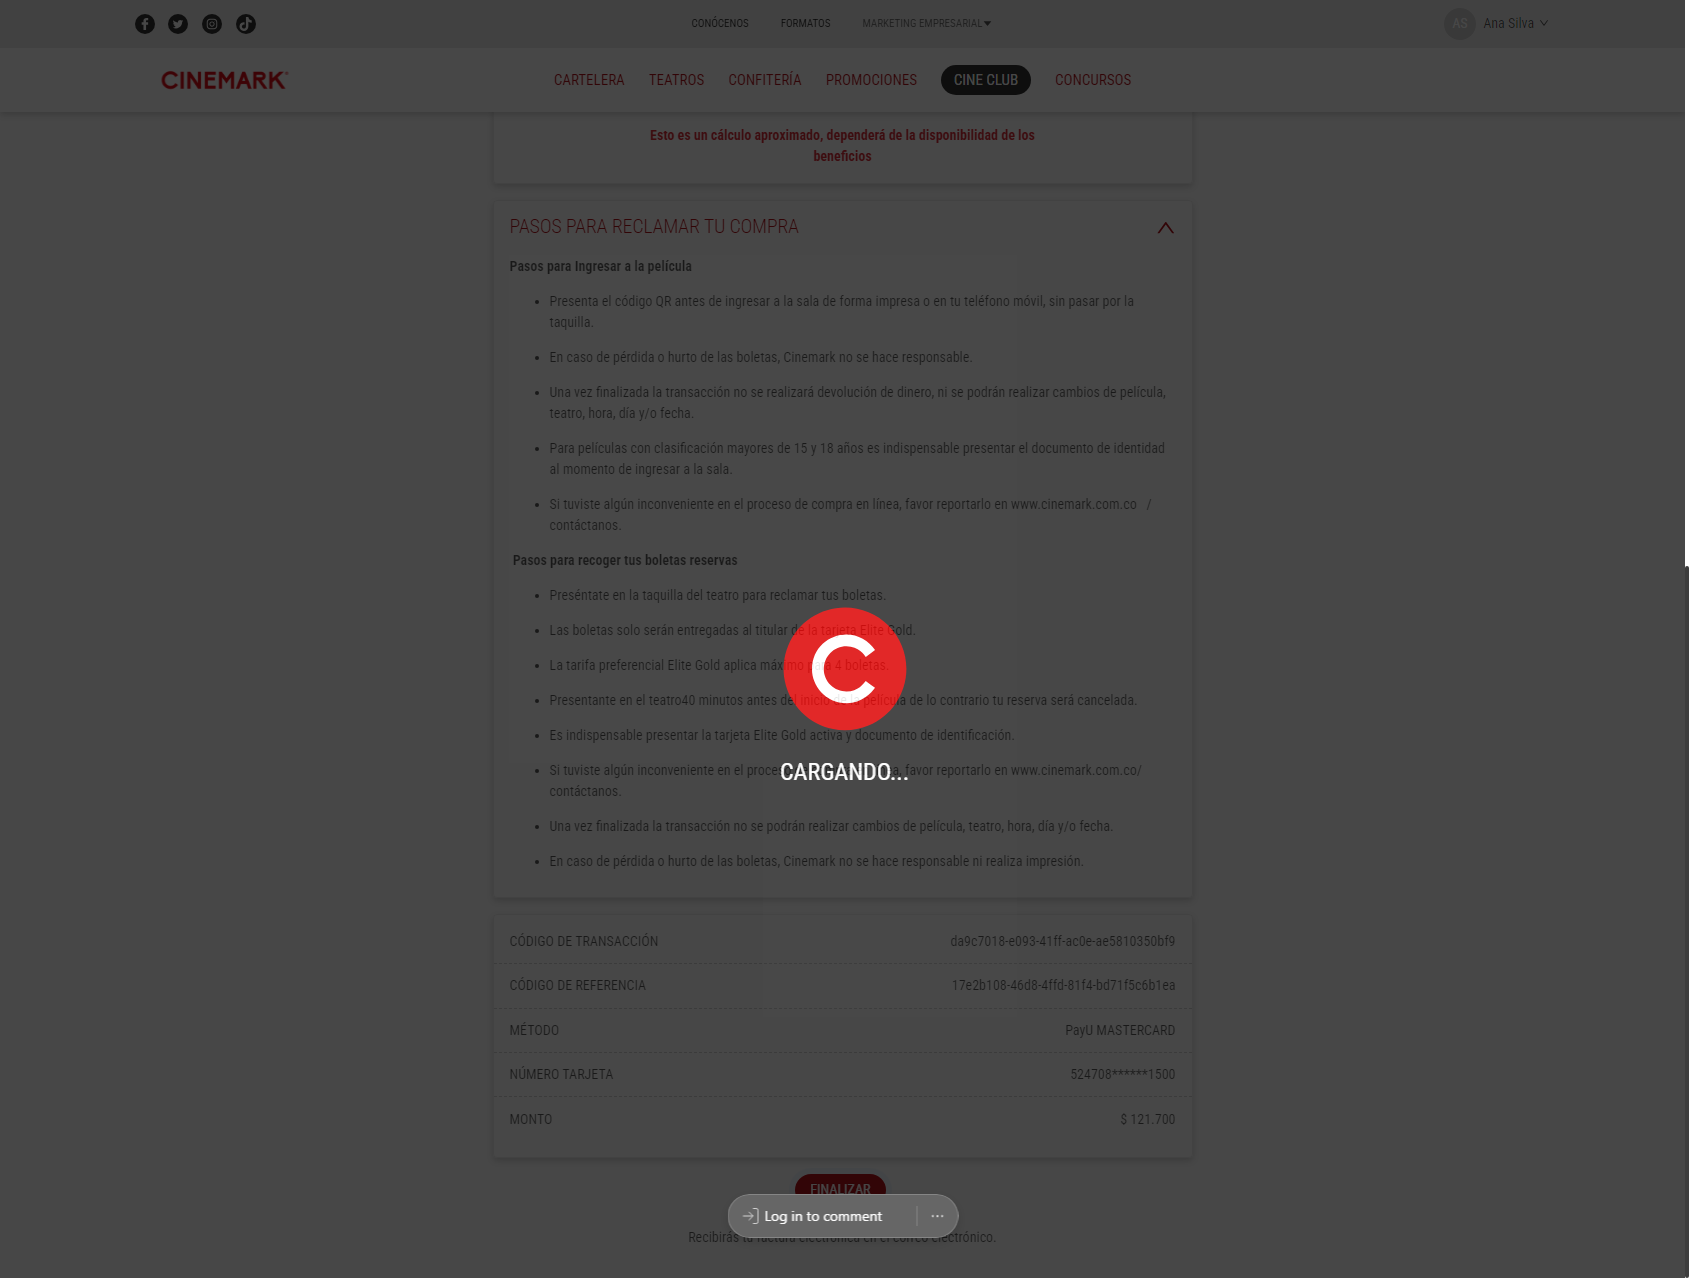 CONÓCENOS FORMATOS MARKETING EMPRESARIAL AS Ana Silva
CINEMARK CARTELERA TEATROS CONFITERÍA PROMOCIONES CINE CLUB CONCURSOS
Esto es un cálculo aproximado, dependerá de la disponibilidad de los
beneficios
PASOS PARA RECLAMAR TU COMPRA
Pasos para Ingresar a la película
• Presenta el código QR antes de ingresar a la sala de forma impresa o en tu teléfono móvil, sin pasar por la
taquilla.
• En caso de pérdida o hurto de las boletas, Cinemark no se hace responsable.
• Una vez finalizada la transacción no se realizará devolución de dinero, ni se podrán realizar cambios de película,
teatro, hora, día y/o fecha.
• Para películas con clasificación mayores de 15 y 18 años es indispensable presentar el documento de identidad
al momento de ingresar a la sala.
• Si tuviste algún inconveniente en el proceso de compra en línea, favor reportarlo en www.cinemark.com.co /
contáctanos.
Pasos para recoger tus boletas reservas
• Preséntate en la taquilla del teatro para reclamar tus boletas.
• Las boletas solo serán entregadas al titular de la tarjeta Elite Gold.
• La tarifa preferencial Elite Gold aplica máximo para 4 boletas.
• Presentante en el teatro40 minutos antes del inicio de la película de lo contrario tu reserva será cancelada.
• Es indispensable presentar la tarjeta Elite Gold activa y documento de identificación.
• Si tuviste algún inconveniente en el favor reportarlo en www.cinemark.com.co/
CARGANDO...
contáctanos.
• Una vez finalizada la transacción no se podrán realizar cambios de película, teatro, hora, día y/o fecha.
• En caso de pérdida o hurto de las boletas, Cinemark no se hace responsable ni realiza impresión.
CÓDIGO DE TRANSACCIÓN da9c7018-e093-41ff-ac0e-ae5810350bf9
CÓDIGO DE REFERENCIA 17e2b108-46d8-4ffd-81f4-bd71f5c6b1ea
MÉTODO PayU MASTERCARD
NÚMERO TARJETA 524708******1500
MONTO $ 121.700
FINALIZAR
Log in to comment
Recibirás tu factura electrónica en el correo electrónico.